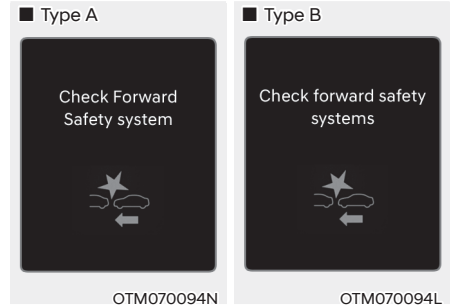 ■ Type A
Check Forward
Safety system
OTM070094N
■ Type B
Check forward safety
systems
OTM070094L